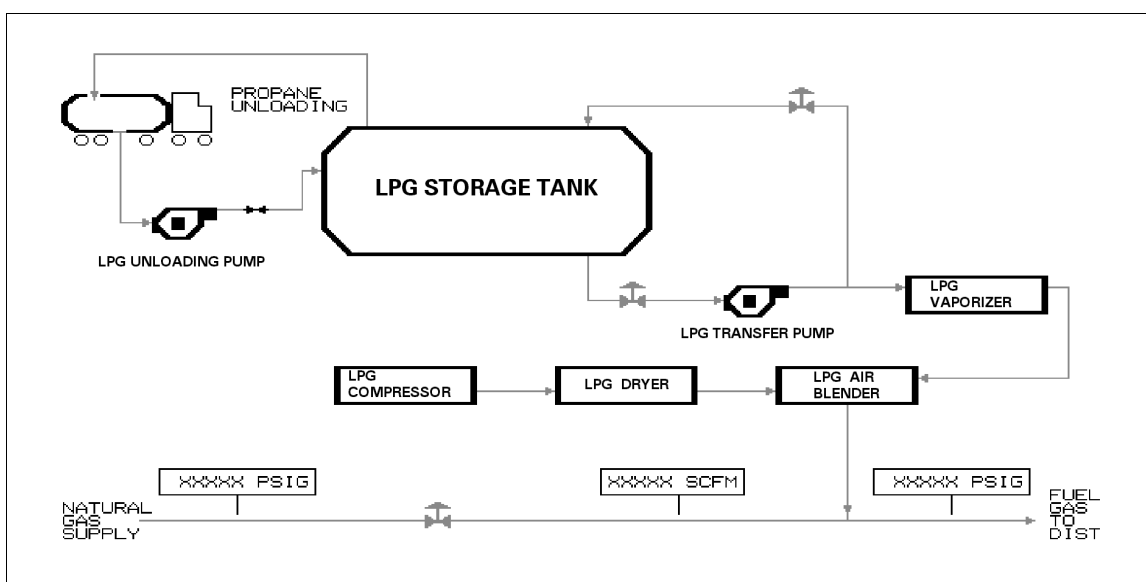 PROPANE
UNLOADING
LPG STORAGE TANK
LPG UNLOADING PUMP
LPG
VAPORIZER
LPG TRANSFER PUMP
LPG
COMPRESSOR
LPG DRYER
LPG AIR
BLENDER
XXXXX PSIG
XXXXX SCFM
XXXXX PSIG
NATURAL
GAS
SUPPLY
FUEL
GAS
TO
DIST